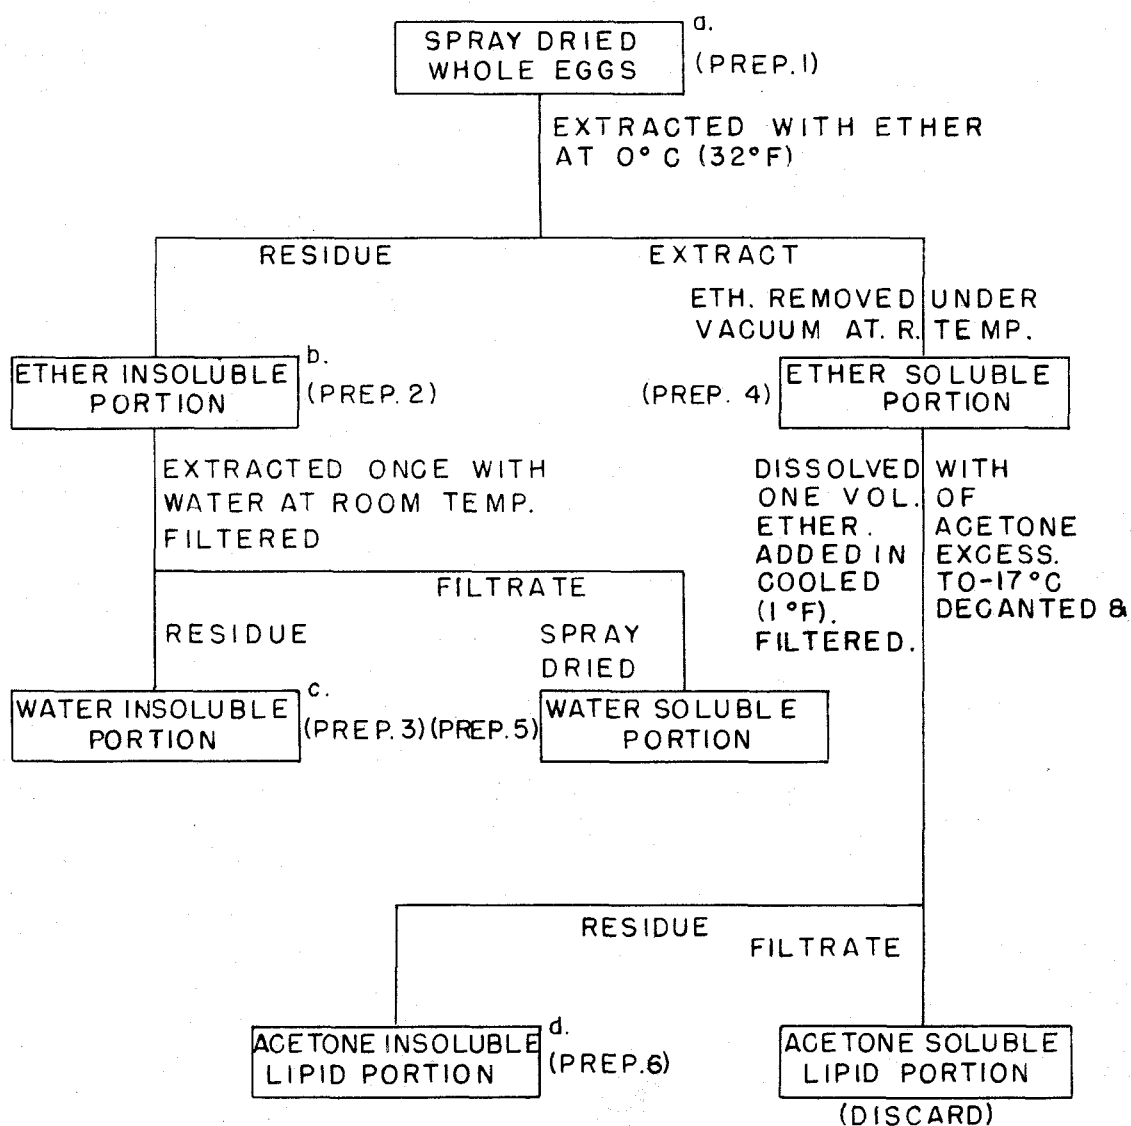 a.
SPRAY DRIED
WHOLE EGGS
(PREP. 1)
EXTRACTED WITH ETHER
AT 0° C (32°F)
RESIDUE
EXTRACT
ETH. REMOVED UNDER
VACUUM AT. R. TEMP.
b.
ETHER INSOLUBLE
PORTION
(PREP. 2)
(PREP. 4)
ETHER SOLUBLE
PORTION
EXTRACTED ONCE WITH
WATER AT ROOM TEMP.
FILTERED
DISSOLVED WITH
ONE VOL. OF
ETHER. ACETONE
ADDED IN EXCESS.
COOLED TO-17°C
(1°F). DECANTED &
FILTERED.
FILTRATE
RESIDUE
SPRAY
DRIED
c.
WATER INSOLUBLE
PORTION
(PREP. 3)
(PREP. 5)
WATER SOLUBLE
PORTION
RESIDUE
FILTRATE
d.
ACETONE INSOLUBLE
LIPID PORTION
(PREP. 6)
ACETONE SOLUBLE
LIPID PORTION
(DISCARD)